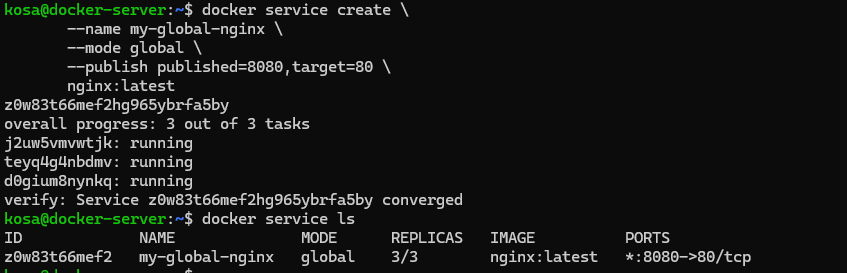 kosa@docker-server:~$ docker service create \
--name my-global-nginx \
--mode global \
--publish published=8080,target=80 \
nginx:latest
z0w83t66mef2hg965ybrfa5by
overall progress: 3 out of 3 tasks
j2uw5vmvwtjk: running
teyq4g4nbdmv: running
d0gium8nynkq: running
verify: Service z0w83t66mef2hg965ybrfa5by converged
kosa@docker-server:~$ docker service ls
ID NAME MODE REPLICAS IMAGE PORTS
z0w83t66mef2 my-global-nginx global 3/3 nginx:latest *:8080->80/tcp